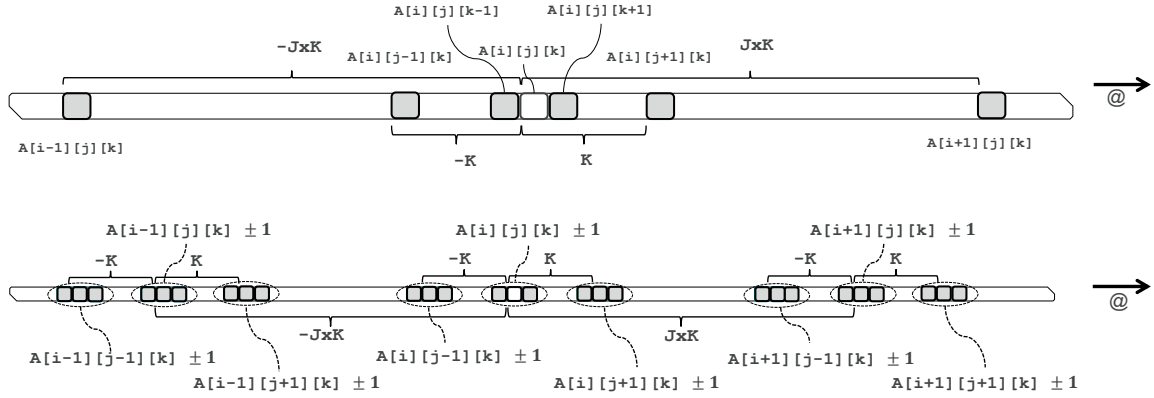 A[i][j][k-1]
A[i][j][k+1]
-JxK
JxK
A[i][j-1][k]
A[i][j][k]
A[i][j+1][k]
@
A[i-1][j][k]
A[i+1][j][k]
-K
K
A[i-1][j][k] ±1
A[i][j][k] ±1
A[i+1][j][k] ±1
-K
K
-K
K
-K
K
@
-JxK
JxK
A[i-1][j-1][k] ±1
A[i][j-1][k] ±1
A[i+1][j-1][k] ±1
A[i-1][j+1][k] ±1
A[i][j+1][k] ±1
A[i+1][j+1][k] ±1